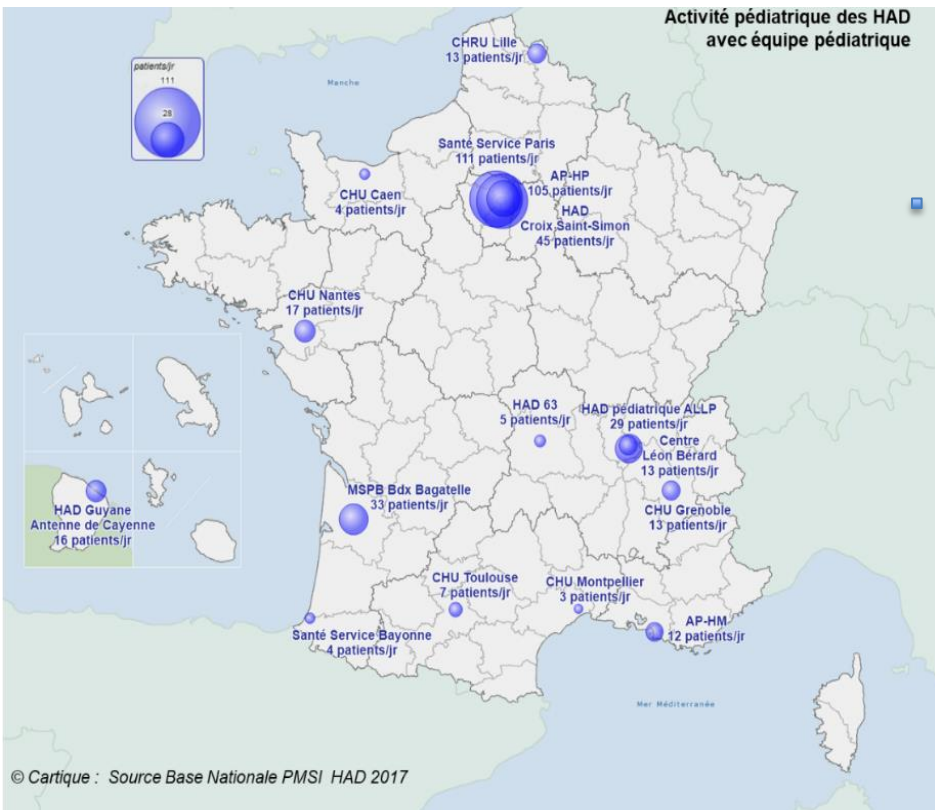 Activité pédiatrique des HAD
avec équipe pédiatrique
patients/jr
111
28
Manche
CHRU Lille
13 patients/jr
Santé Service Paris
111 patients/jr
AP-HP
105 patients/jr
HAD
Croix Saint-Simon
45 patients/jr
CHU Caen
4 patients/jr
CHU Nantes
17 patients/jr
HAD 63
5 patients/jr
HAD pédiatrique ALLP
29 patients/jr
Centre
Léon Bérard
13 patients/jr
CHU Grenoble
13 patients/jr
MSPB Bdx Bagatelle
33 patients/jr
HAD Guyane
Antenne de Cayenne
16 patients/jr
CHU Toulouse
7 patients/jr
CHU Montpellier
3 patients/jr
AP-HM
12 patients/jr
Santé Service Bayonne
4 patients/jr
Mer Méditerranée
© Cartique : Source Base Nationale PMSI HAD 2017